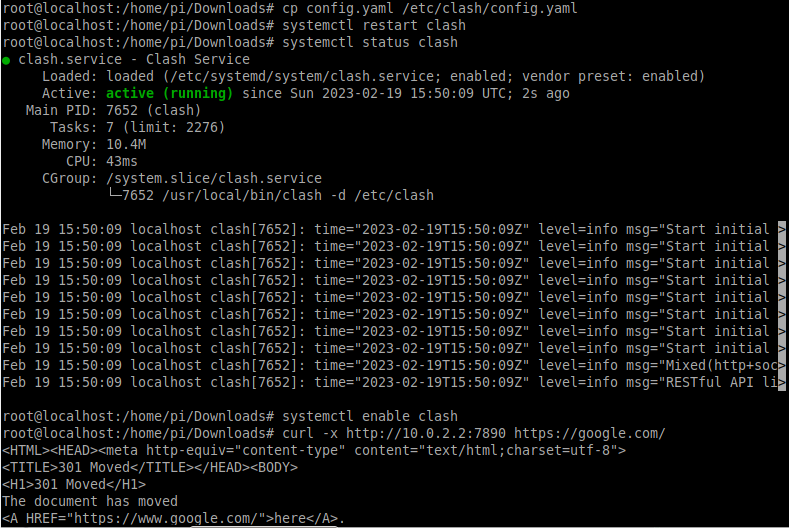 root@localhost:/home/pi/Downloads# cp config.yaml /etc/clash/config.yaml
root@localhost:/home/pi/Downloads# systemctl restart clash
root@localhost:/home/pi/Downloads# systemctl status clash
● clash.service - Clash Service
     Loaded: loaded (/etc/systemd/system/clash.service; enabled; vendor preset: enabled)
     Active: active (running) since Sun 2023-02-19 15:50:09 UTC; 2s ago
   Main PID: 7652 (clash)
      Tasks: 7 (limit: 2276)
     Memory: 10.4M
        CPU: 43ms
     CGroup: /system.slice/clash.service
             └─7652 /usr/local/bin/clash -d /etc/clash

Feb 19 15:50:09 localhost clash[7652]: time="2023-02-19T15:50:09Z" level=info msg="Start initial >
Feb 19 15:50:09 localhost clash[7652]: time="2023-02-19T15:50:09Z" level=info msg="Start initial >
Feb 19 15:50:09 localhost clash[7652]: time="2023-02-19T15:50:09Z" level=info msg="Start initial >
Feb 19 15:50:09 localhost clash[7652]: time="2023-02-19T15:50:09Z" level=info msg="Start initial >
Feb 19 15:50:09 localhost clash[7652]: time="2023-02-19T15:50:09Z" level=info msg="Start initial >
Feb 19 15:50:09 localhost clash[7652]: time="2023-02-19T15:50:09Z" level=info msg="Start initial >
Feb 19 15:50:09 localhost clash[7652]: time="2023-02-19T15:50:09Z" level=info msg="Start initial >
Feb 19 15:50:09 localhost clash[7652]: time="2023-02-19T15:50:09Z" level=info msg="Start initial >
Feb 19 15:50:09 localhost clash[7652]: time="2023-02-19T15:50:09Z" level=info msg="Mixed(http+soc>
Feb 19 15:50:09 localhost clash[7652]: time="2023-02-19T15:50:09Z" level=info msg="RESTful API li>

root@localhost:/home/pi/Downloads# systemctl enable clash
root@localhost:/home/pi/Downloads# curl -x http://10.0.2.2:7890 https://google.com/
<HTML><HEAD><meta http-equiv="content-type" content="text/html;charset=utf-8">
<TITLE>301 Moved</TITLE></HEAD><BODY>
<H1>301 Moved</H1>
The document has moved
<A HREF="https://www.google.com/">here</A>.